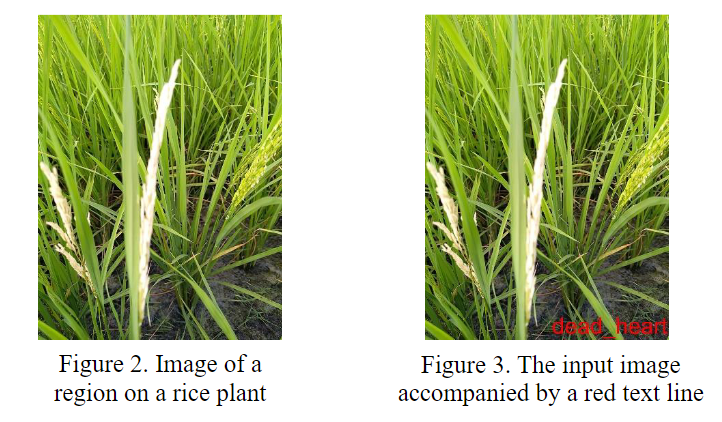 dead_heart
Figure 2. Image of a
region on a rice plant
Figure 3. The input image
accompanied by a red text line